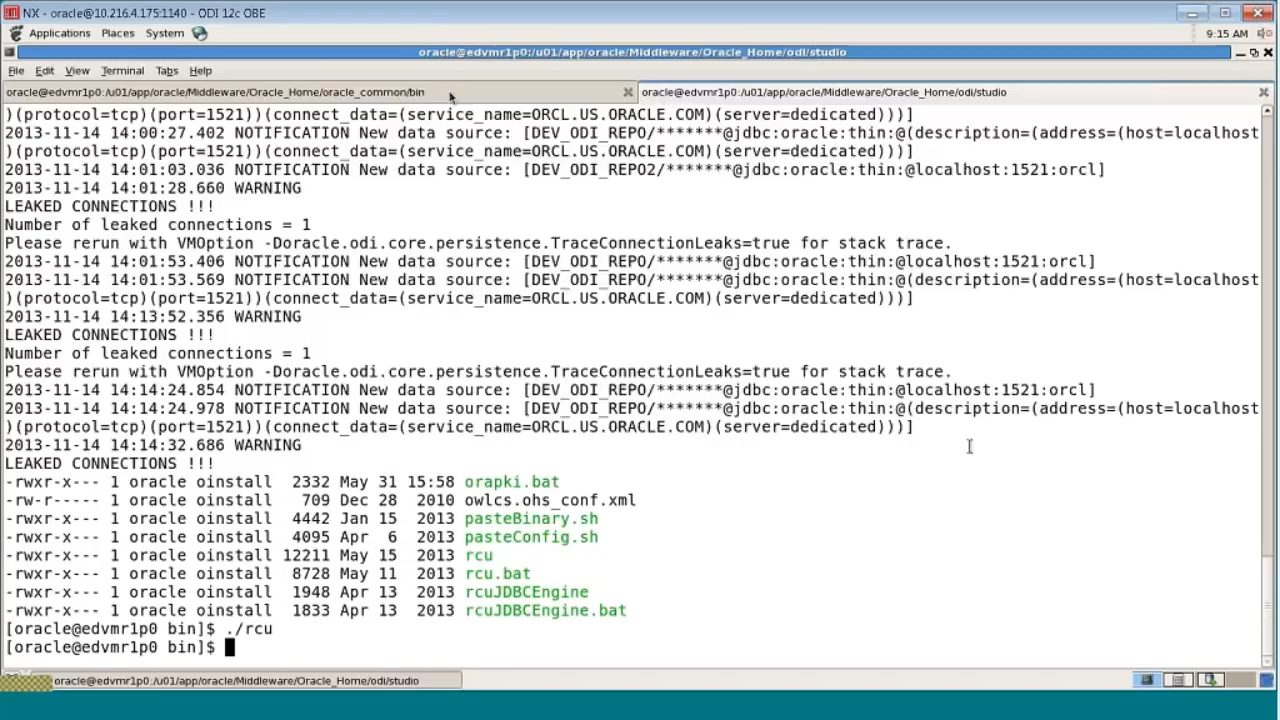 NX - oracle@10.216.4.175:1140 - ODI 12c OBE
Applications Places System
9:15 AM
oracle@edvmr1p0:/u01/app/oracle/Middleware/Oracle_Home/odi/studio
File Edit View Terminal Tabs Help
oracle@edvmr1p0:/u01/app/oracle/Middleware/Oracle_Home/oracle_common/bin
oracle@edvmr1p0:/u01/app/oracle/Middleware/Oracle_Home/odi/studio
)(protocol=tcp)(port=1521))(connect_data=(service_name=ORCL.US.ORACLE.COM)(server=dedicated)))]
2013-11-14 14:00:27.402 NOTIFICATION New data source: [DEV_ODI_REPO/*******@jdbc:oracle:thin:@(description=(address=(host=localhost
)(protocol=tcp)(port=1521))(connect_data=(service_name=ORCL.US.ORACLE.COM)(server=dedicated)))]
2013-11-14 14:01:03.036 NOTIFICATION New data source: [DEV_ODI_REPO2/*******@jdbc:oracle:thin:@localhost:1521:orcl]
2013-11-14 14:01:28.660 WARNING
LEAKED CONNECTIONS !!!
Number of leaked connections = 1
Please rerun with VMOption -Doracle.odi.core.persistence.TraceConnectionLeaks=true for stack trace.
2013-11-14 14:01:53.406 NOTIFICATION New data source: [DEV_ODI_REPO/*******@jdbc:oracle:thin:@localhost:1521:orcl]
2013-11-14 14:01:53.569 NOTIFICATION New data source: [DEV_ODI_REPO/*******@jdbc:oracle:thin:@(description=(address=(host=localhost
)(protocol=tcp)(port=1521))(connect_data=(service_name=ORCL.US.ORACLE.COM)(server=dedicated)))]
2013-11-14 14:13:52.356 WARNING
LEAKED CONNECTIONS !!!
Number of leaked connections = 1
Please rerun with VMOption -Doracle.odi.core.persistence.TraceConnectionLeaks=true for stack trace.
2013-11-14 14:14:24.854 NOTIFICATION New data source: [DEV_ODI_REPO/*******@jdbc:oracle:thin:@localhost:1521:orcl]
2013-11-14 14:14:24.978 NOTIFICATION New data source: [DEV_ODI_REPO/*******@jdbc:oracle:thin:@(description=(address=(host=localhost
)(protocol=tcp)(port=1521))(connect_data=(service_name=ORCL.US.ORACLE.COM)(server=dedicated)))]
2013-11-14 14:14:32.686 WARNING
LEAKED CONNECTIONS !!!
-rwxr-x--- 1 oracle oinstall  2332 May 31 15:58 orapki.bat
-rw-r----- 1 oracle oinstall   709 Dec 28  2010 owlcs.ohs_conf.xml
-rwxr-x--- 1 oracle oinstall  4442 Jan 15  2013 pasteBinary.sh
-rwxr-x--- 1 oracle oinstall  4095 Apr  6  2013 pasteConfig.sh
-rwxr-x--- 1 oracle oinstall 12211 May 15  2013 rcu
-rwxr-x--- 1 oracle oinstall  8728 May 11  2013 rcu.bat
-rwxr-x--- 1 oracle oinstall  1948 Apr 13  2013 rcuJDBCEngine
-rwxr-x--- 1 oracle oinstall  1833 Apr 13  2013 rcuJDBCEngine.bat
[oracle@edvmr1p0 bin]$ ./rcu
[oracle@edvmr1p0 bin]$
oracle@edvmr1p0:/u01/app/oracle/Middleware/Oracle_Home/odi/studio